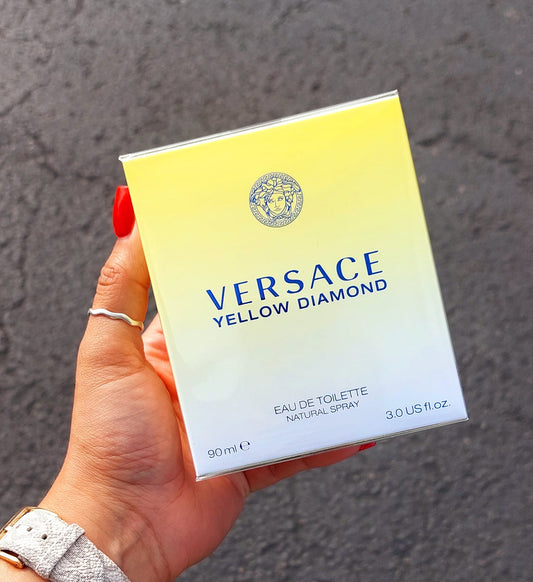 VERSACE
YELLOW DIAMOND
EAU DE TOILETTE
NATURAL SPRAY
90 ml ℮
3.0 US fl.oz.